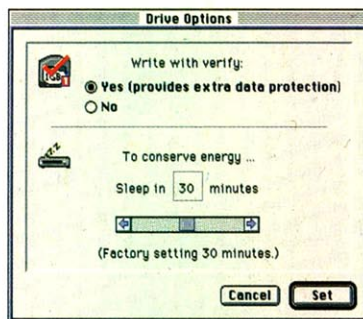 Drive Options
Write with verify:
Yes (provides extra data protection)
No
To conserve energy ...
Sleep in 30 minutes
(Factory setting 30 minutes.)
Cancel Set